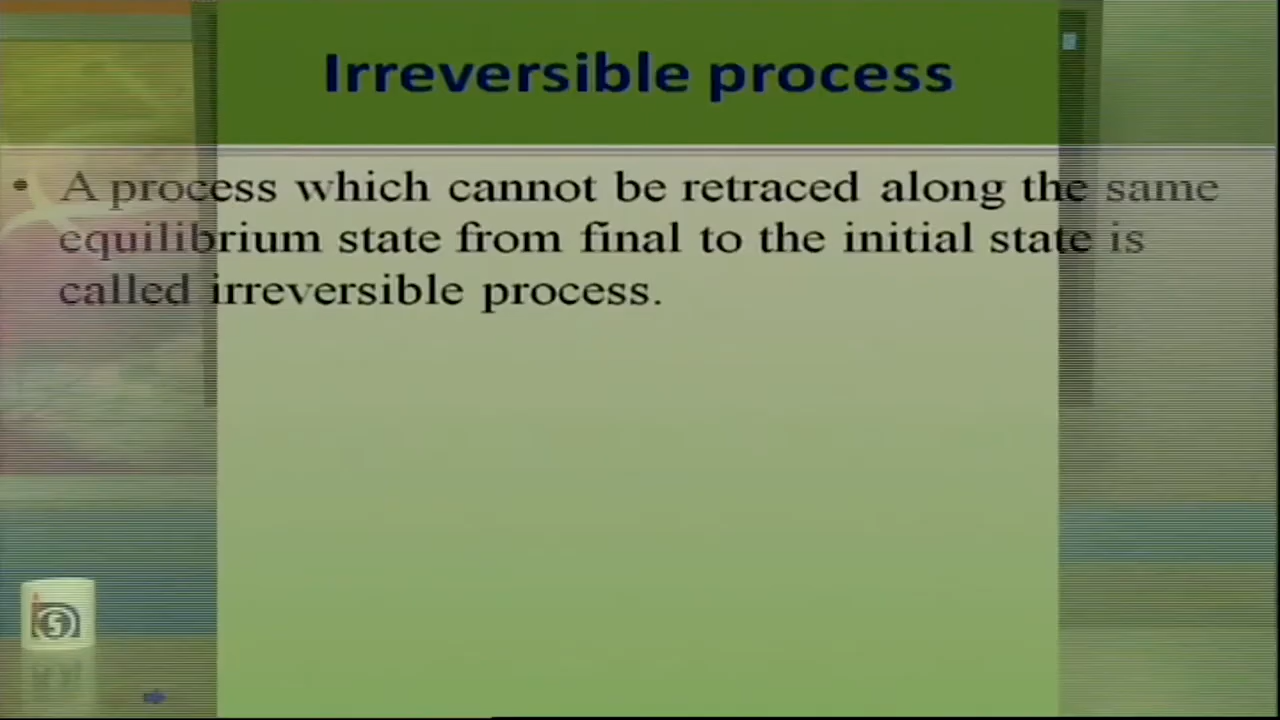 Irreversible process
• A process which cannot be retraced along the same
equilibrium state from final to the initial state is
called irreversible process.
5